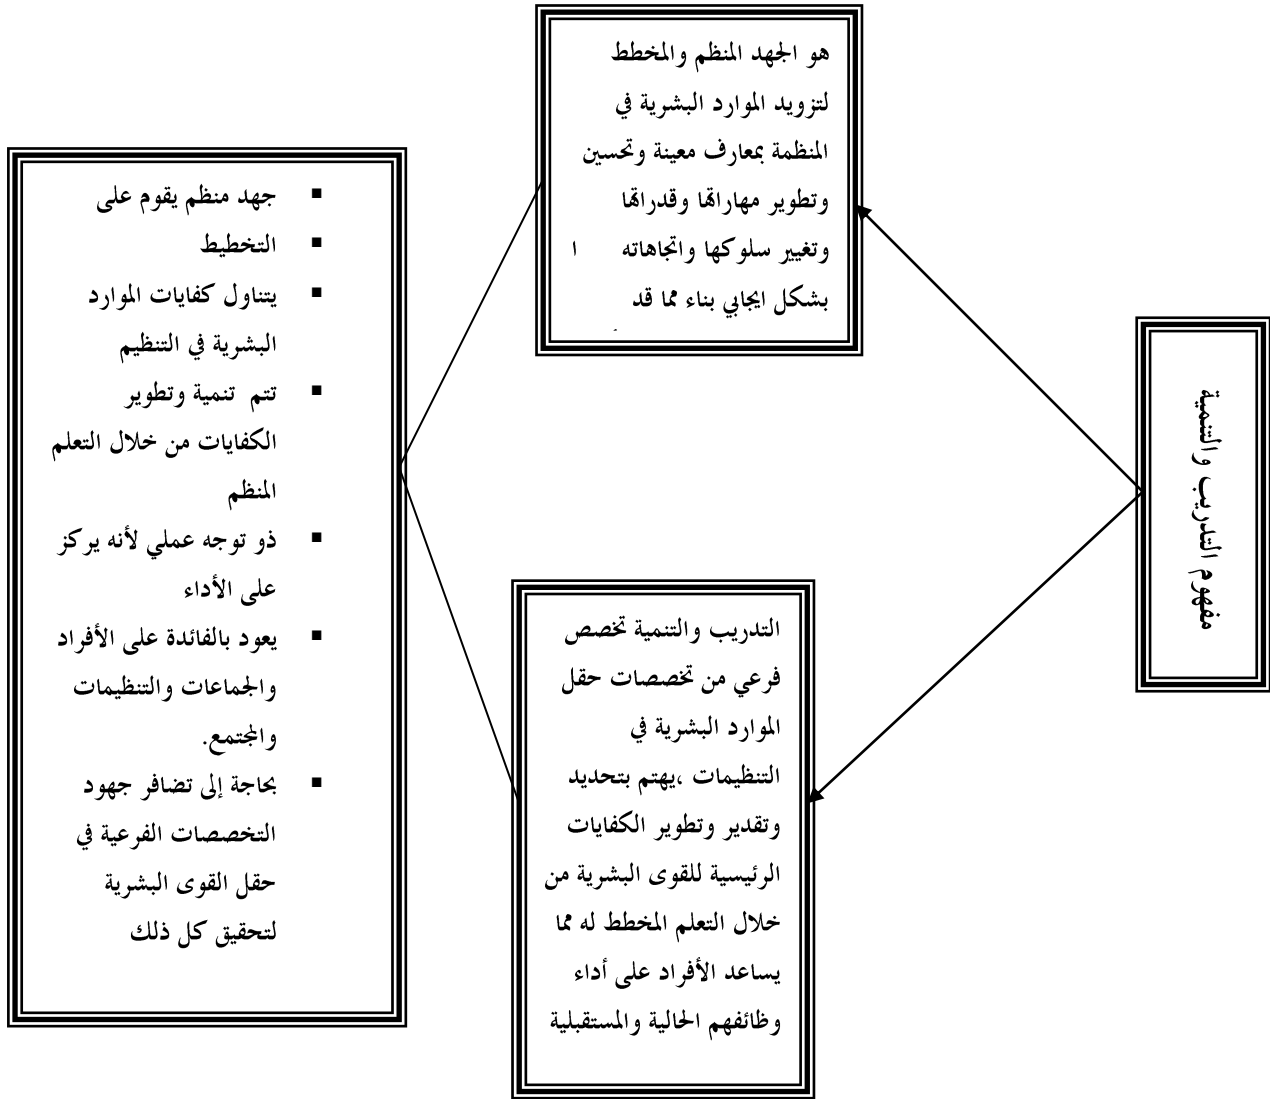 مفهوم التدريب والتنمية
هو الجهد المنظم والمخطط
لتزويد الموارد البشرية في
المنظمة بمعارف معينة وتحسين
وتطوير مهاراتها وقدراتها
وتغيير سلوكها واتجاهاته ا
بشكل ايجابي بناء مما قد
التدريب والتنمية تخصص
فرعي من تخصصات حقل
الموارد البشرية في
التنظيمات ،يهتم بتحديد
وتقدير وتطوير الكفايات
الرئيسية للقوى البشرية من
خلال التعلم المخطط له مما
يساعد الأفراد على أداء
وظائفهم الحالية والمستقبلية
▪ جهد منظم يقوم على
▪ التخطيط
▪ يتناول كفايات الموارد
البشرية في التنظيم
▪ تتم تنمية وتطوير
الكفايات من خلال التعلم
المنظم
▪ ذو توجه عملي لأنه يركز
على الأداء
▪ يعود بالفائدة على الأفراد
والجماعات والتنظيمات
والمجتمع.
▪ بحاجة إلى تضافر جهود
التخصصات الفرعية في
حقل القوى البشرية
لتحقيق كل ذلك